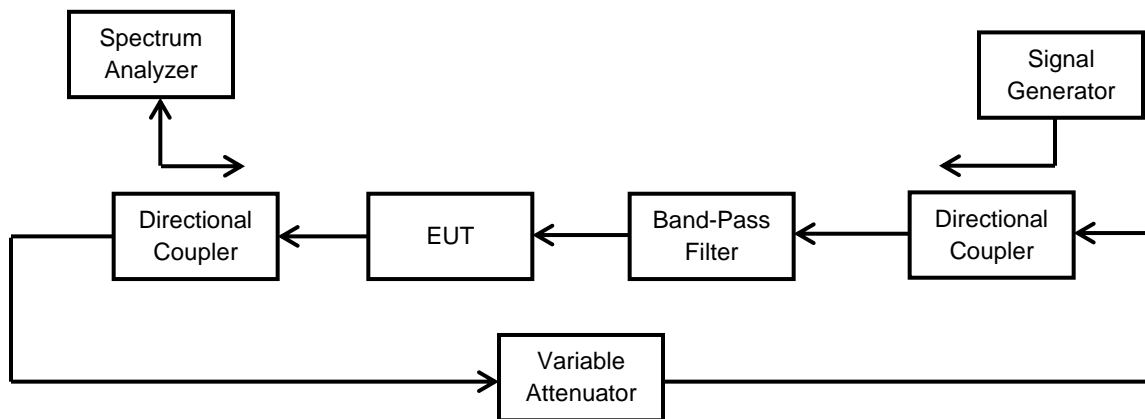 Spectrum
Analyzer
Signal
Generator
Directional
Coupler
EUT
Band-Pass
Filter
Directional
Coupler
Variable
Attenuator